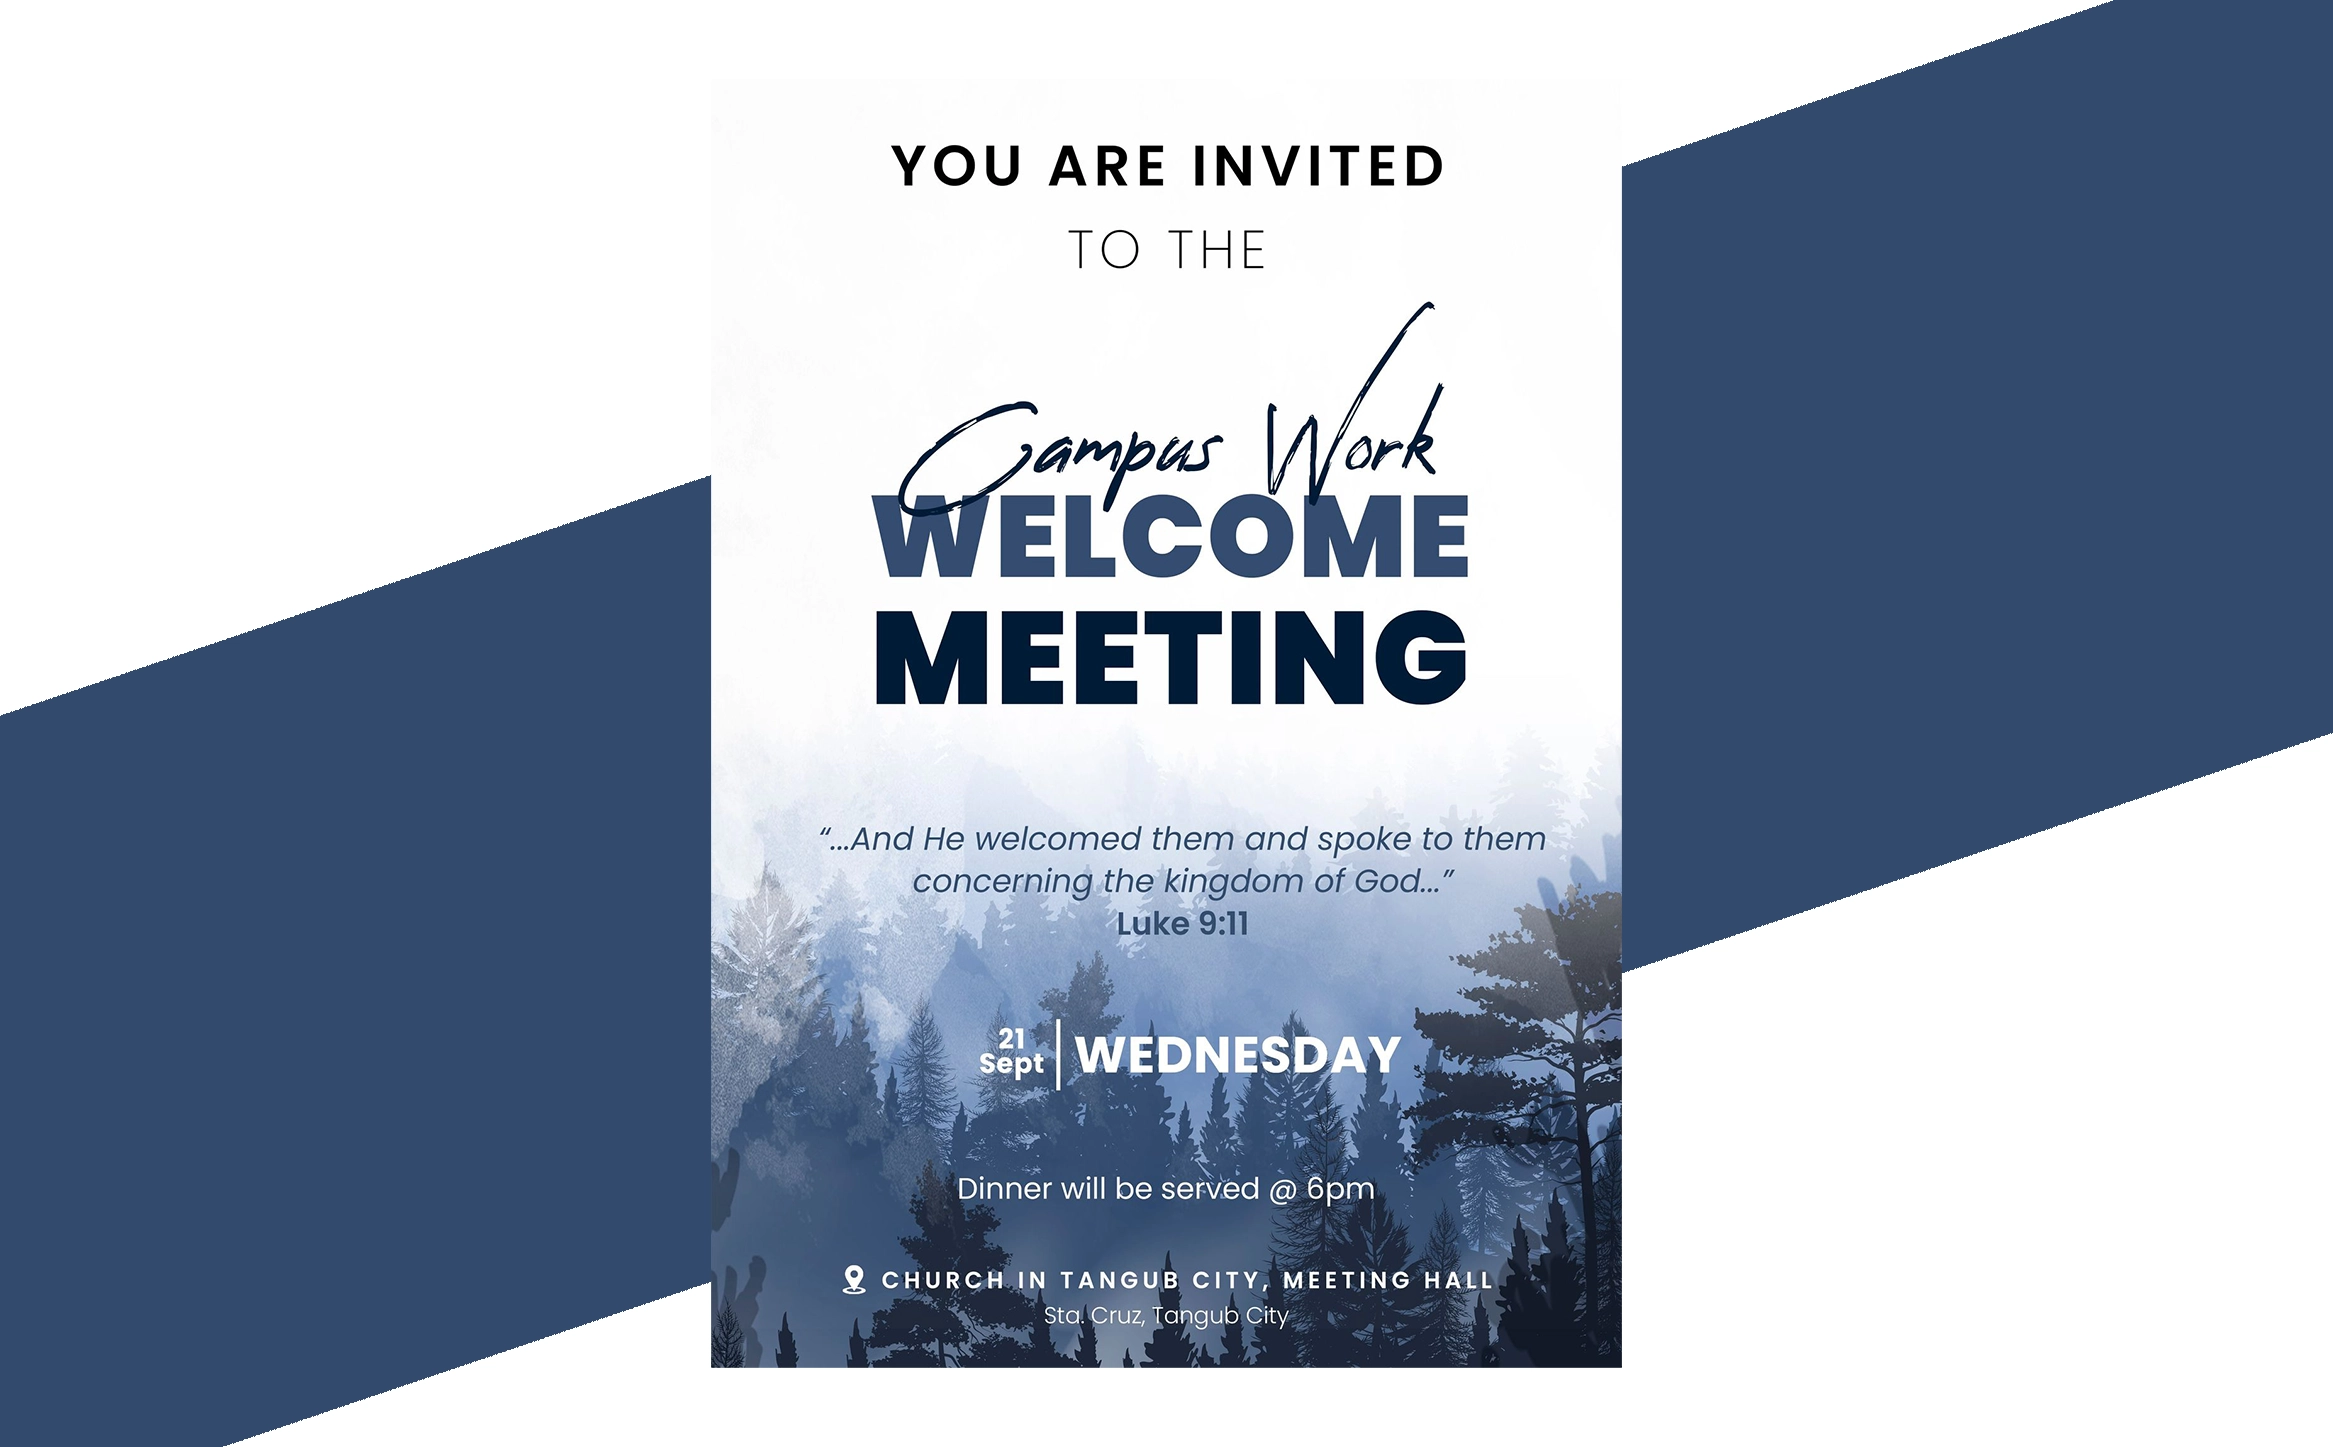 YOU ARE INVITED
TO THE
Campus Work
WELCOME
MEETING
“...And He welcomed them and spoke to them
concerning the kingdom of God...”
Luke 9:11
21
Sept
WEDNESDAY
Dinner will be served @ 6pm
CHURCH IN TANGUB CITY, MEETING HALL
Sta. Cruz, Tangub City